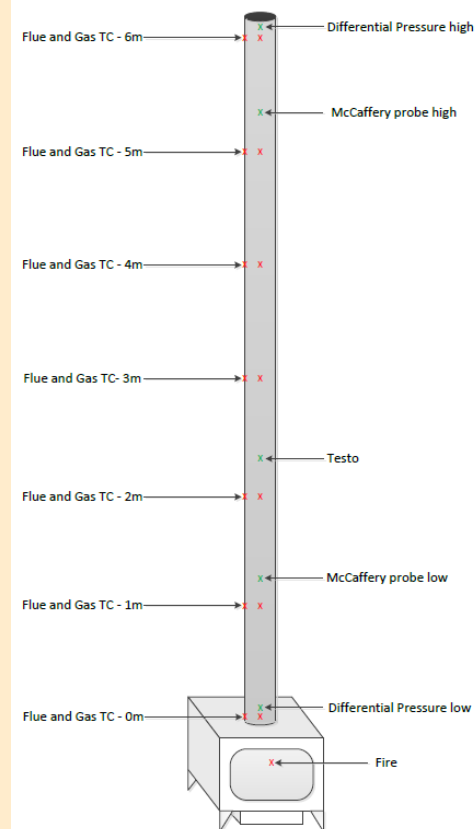 Differential Pressure high
Flue and Gas TC - 6m
McCaffery probe high
Flue and Gas TC - 5m
Flue and Gas TC - 4m
Flue and Gas TC- 3m
Testo
Flue and Gas TC - 2m
McCaffery probe low
Flue and Gas TC - 1m
Differential Pressure low
Flue and Gas TC - 0m
Fire